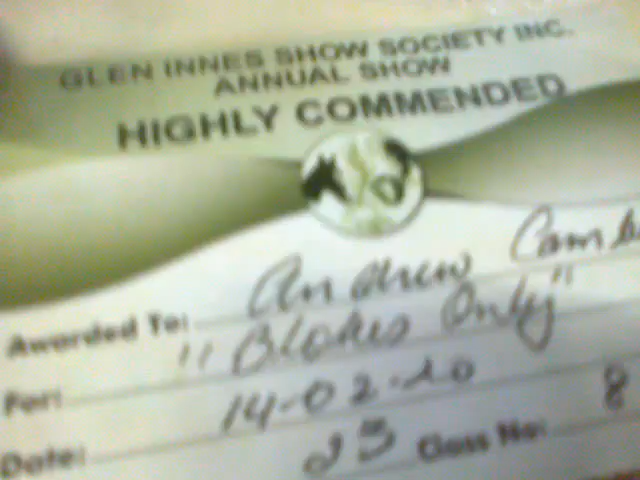 GLEN INNES SHOW SOCIETY INC.
ANNUAL SHOW
HIGHLY COMMENDED
Awarded To: Andrew
For: "Blokes Only"
Date: 14-02-10
23 Class No: 8